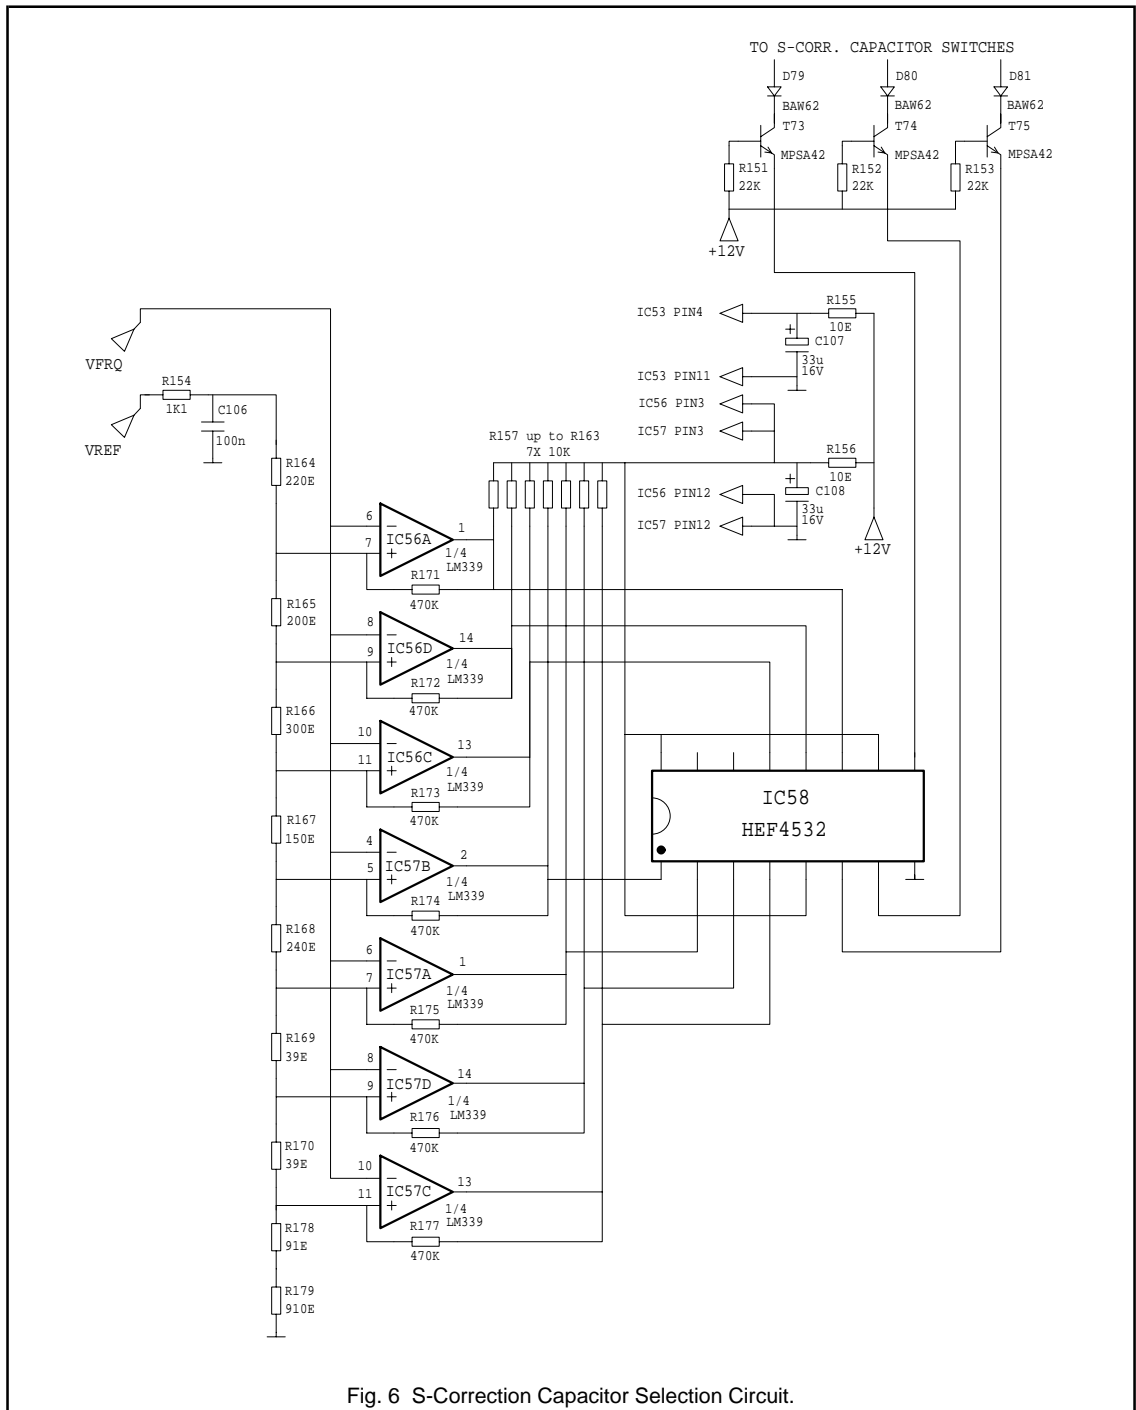 TO S-CORR. CAPACITOR SWITCHES
D79
D80
D81
BAW62
BAW62
BAW62
T73
T74
T75
MPSA42
MPSA42
MPSA42
R151
22K
R152
22K
R153
22K
+12V
VFRQ
R154
1K1
C106
100n
VREF
IC53 PIN4
R155
10E
+
C107
33u
16V
IC53 PIN11
IC56 PIN3
IC57 PIN3
R156
10E
+
C108
33u
16V
IC56 PIN12
IC57 PIN12
+12V
R157 up to R163
7X 10K
R164
220E
6
7
−
+
IC56A
1
1/4
LM339
R171
470K
R165
200E
8
9
−
+
IC56D
14
1/4
LM339
R172
470K
R166
300E
10
11
−
+
IC56C
13
1/4
LM339
R173
470K
R167
150E
4
5
−
+
IC57B
2
1/4
LM339
R174
470K
IC58
HEF4532
R168
240E
6
7
−
+
IC57A
1
1/4
LM339
R175
470K
R169
39E
8
9
−
+
IC57D
14
1/4
LM339
R176
470K
R170
39E
10
11
−
+
IC57C
13
1/4
LM339
R177
470K
R178
91E
R179
910E
Fig. 6 S-Correction Capacitor Selection Circuit.